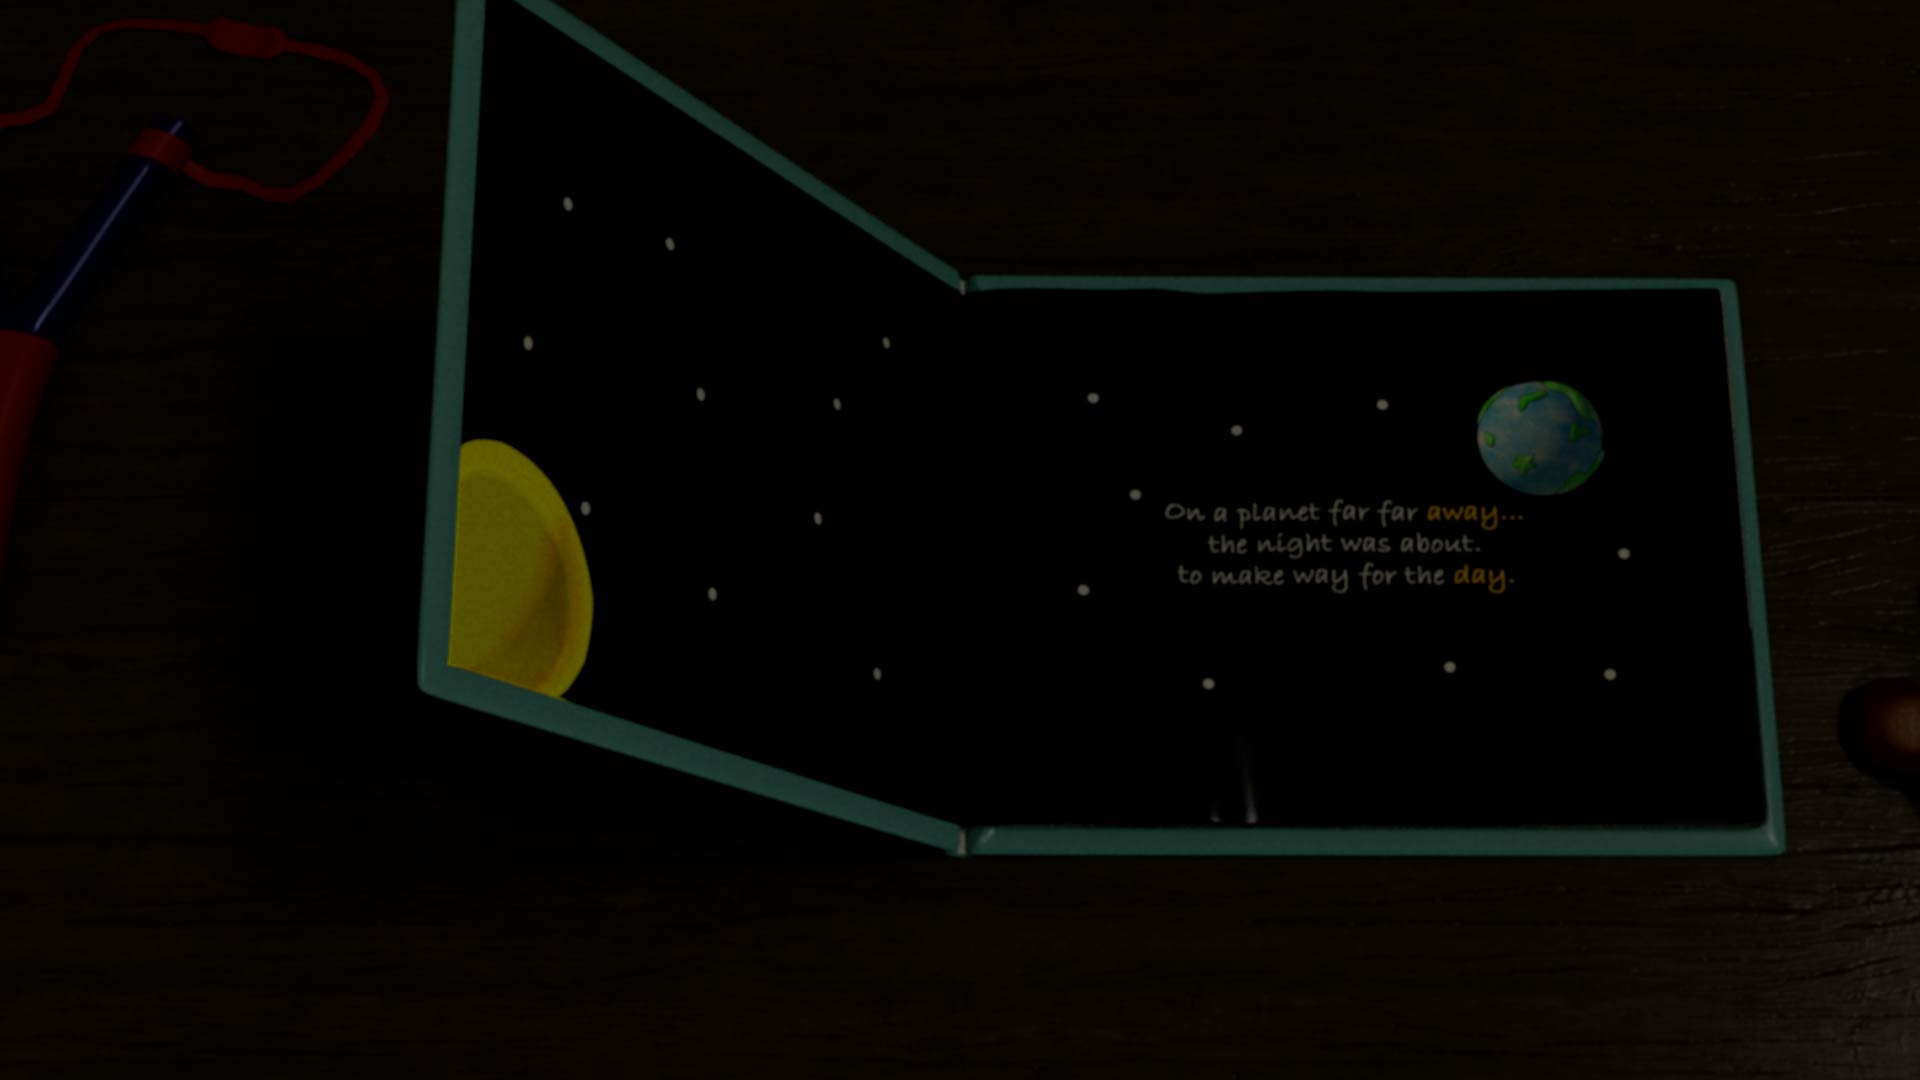 On a planet far far away...
the night was about.
to make way for the day.